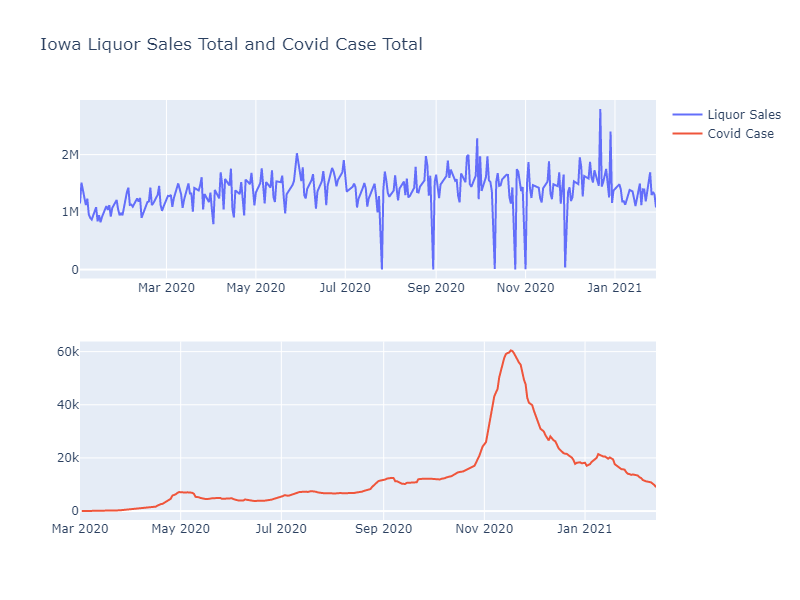 Iowa Liquor Sales Total and Covid Case Total
Liquor Sales
Covid Case
2M
1M
0
Mar 2020 May 2020 Jul 2020 Sep 2020 Nov 2020 Jan 2021
60k
40k
20k
0
Mar 2020 May 2020 Jul 2020 Sep 2020 Nov 2020 Jan 2021